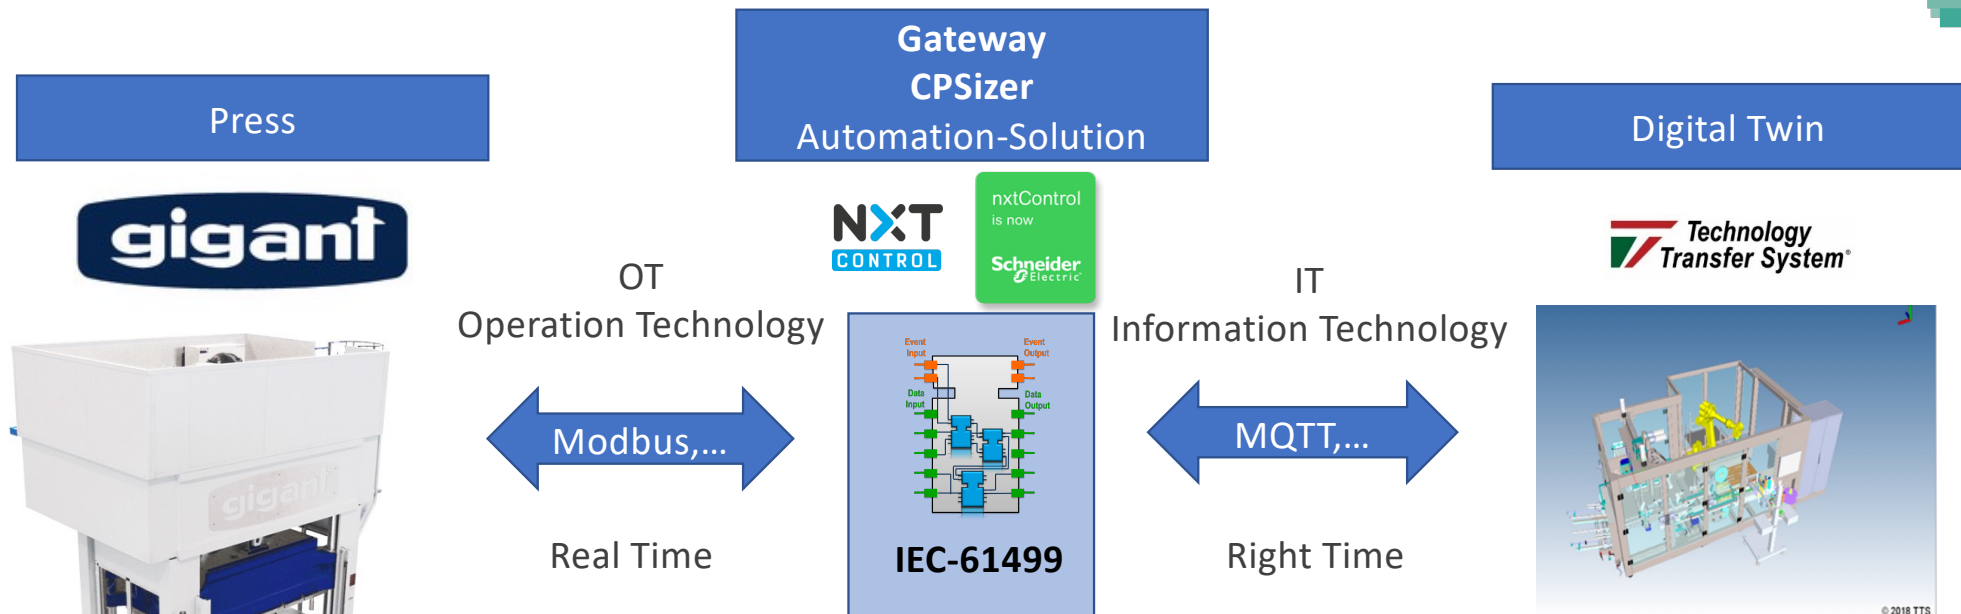 Gateway
CPSizer
Automation-Solution
Press
Digital Twin
gigant
NXT
CONTROL
nxtControl
is now
Schneider
Electric
Technology
Transfer System®
OT
Operation Technology
IT
Information Technology
Event
Input
Event
Output
Data
Input
Data
Output
Modbus,...
MQTT,...
gigant
Real Time
IEC-61499
Right Time
© 2018 TTS